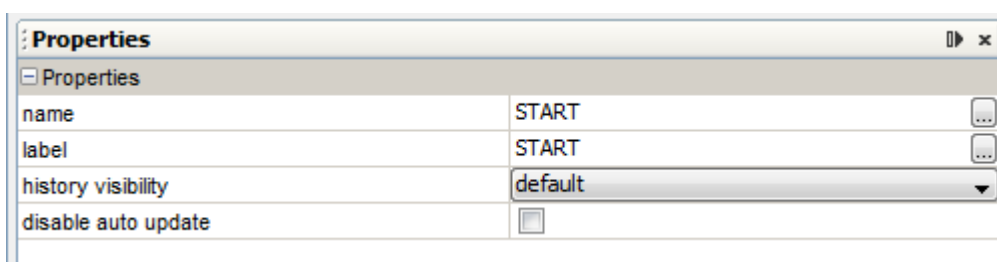 Properties
Properties
name START ...
label START ...
history visibility default
disable auto update